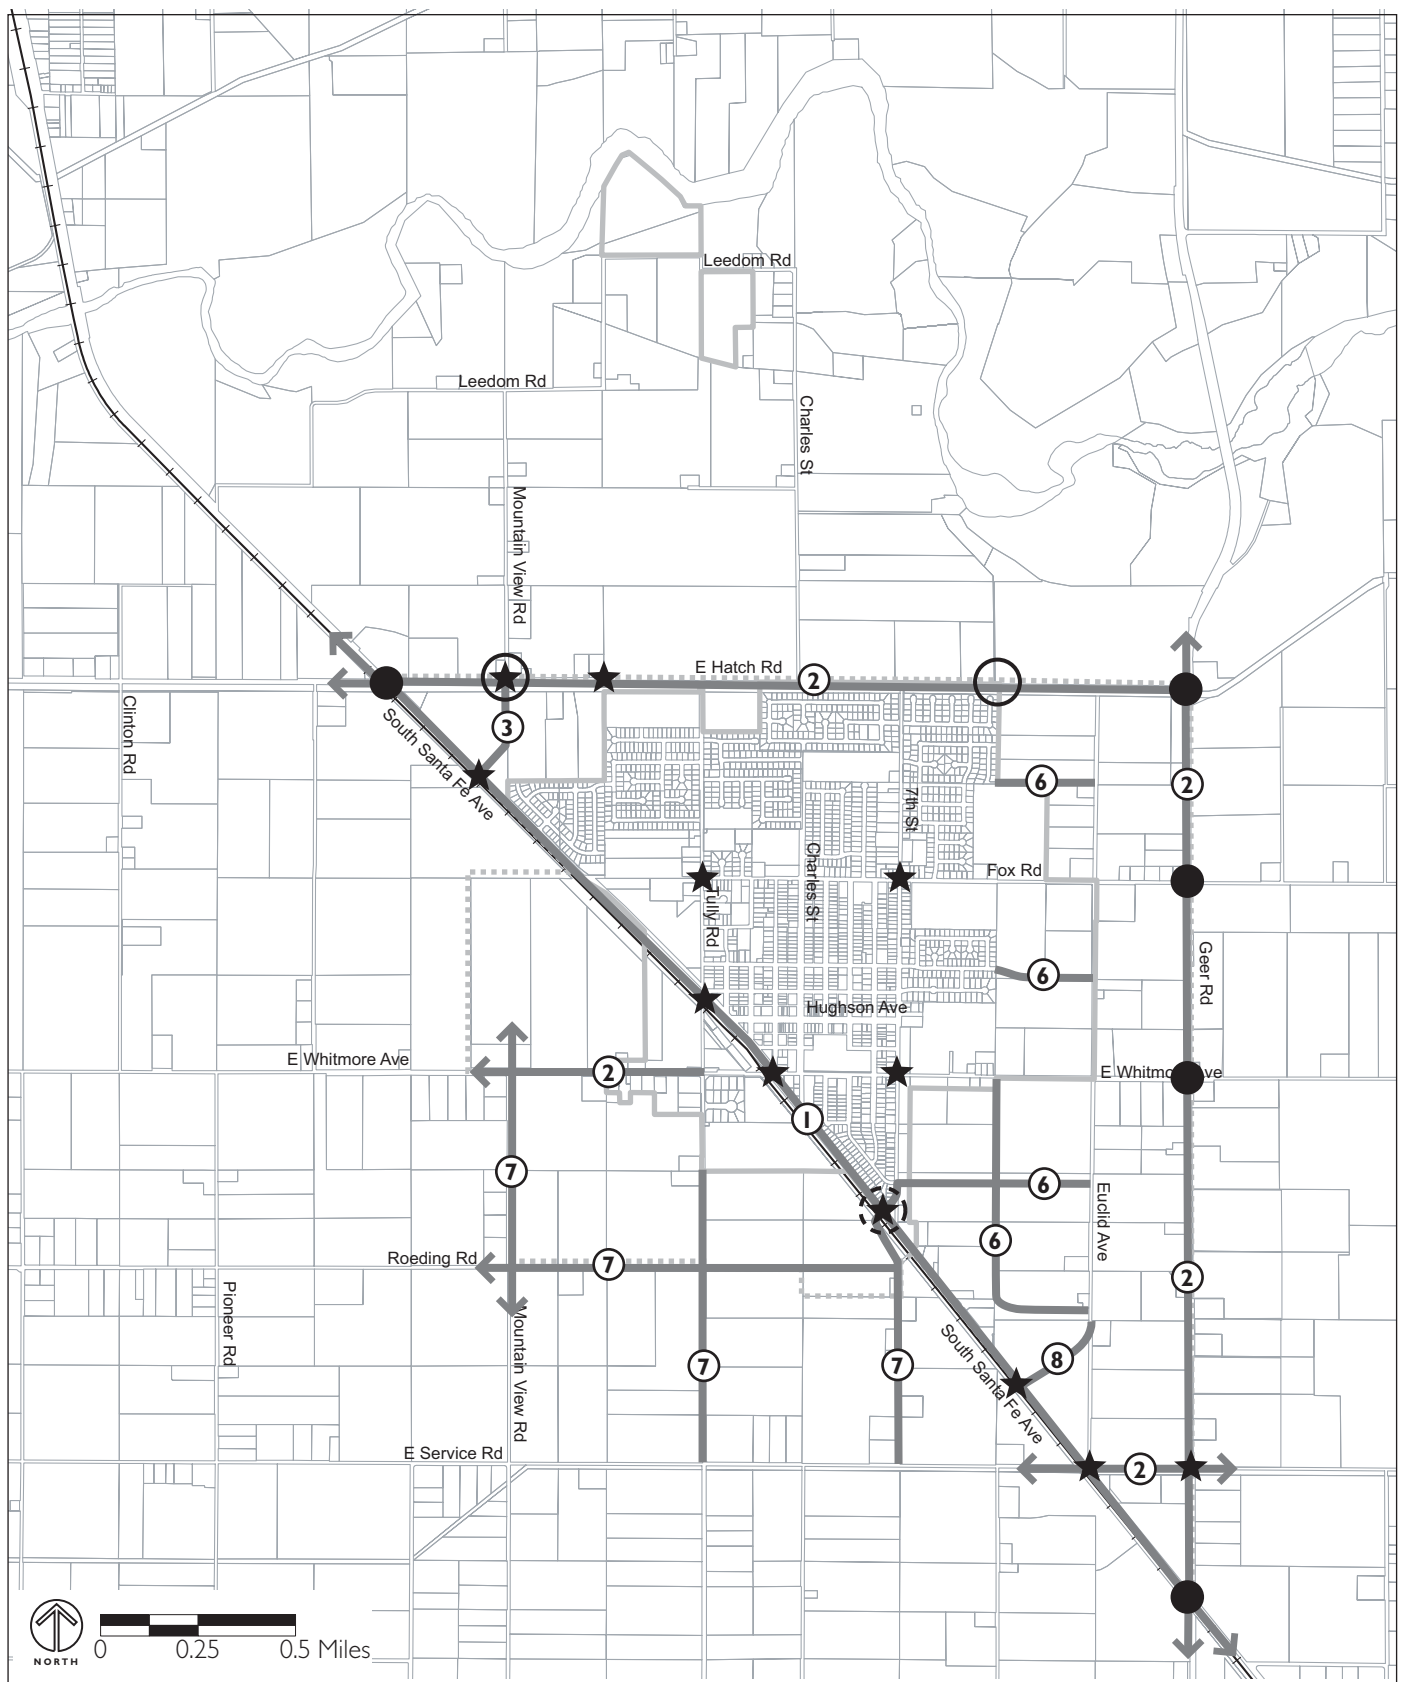 Leedom Rd
Leedom Rd
Charles St
Mountain View Rd
E Hatch Rd
2
3
Clinton Rd
South Santa Fe Ave
6
2
7th St
Charles St
Fox Rd
Tully Rd
Geer Rd
6
Hughson Ave
E Whitmore Ave
2
E Whitmore Ave
1
7
6
Euclid Ave
6
Roeding Rd
7
2
Pioneer Rd
Mountain View Rd
South Santa Fe Ave
8
7
7
E Service Rd
2
NORTH
0 0.25 0.5 Miles